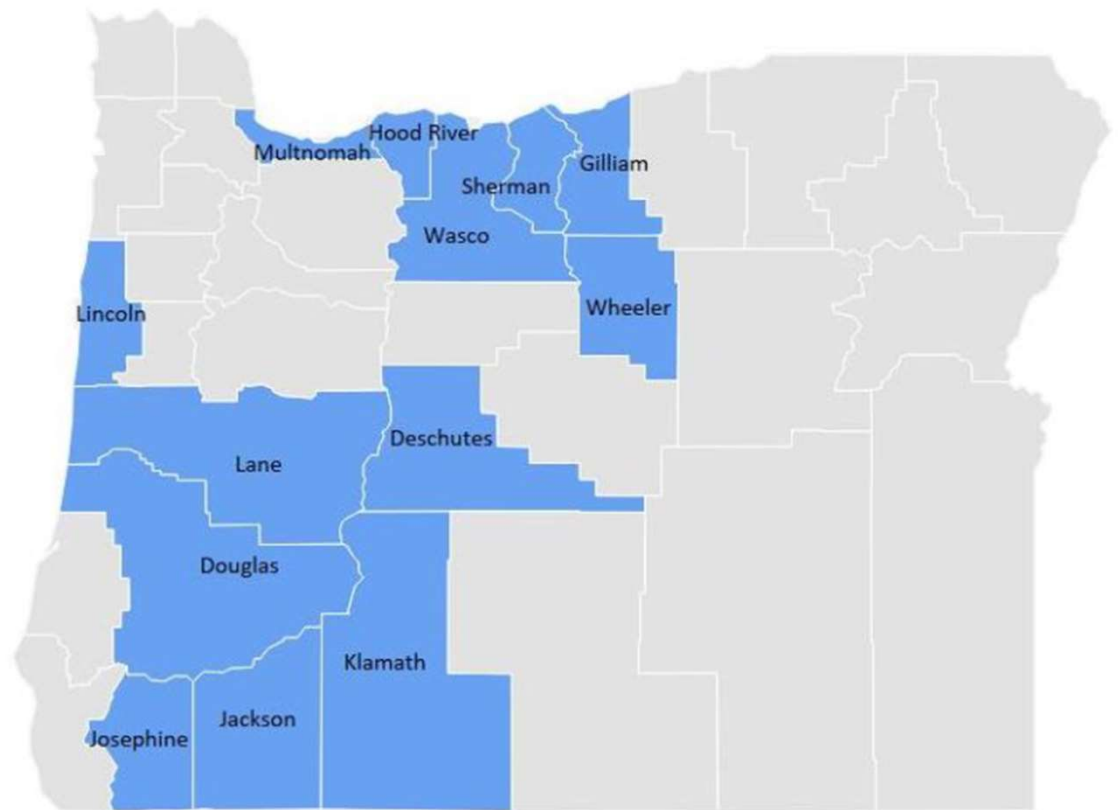 Hood River
Multnomah
Gilliam
Sherman
Wasco
Lincoln
Wheeler
Deschutes
Lane
Douglas
Klamath
Jackson
Josephine